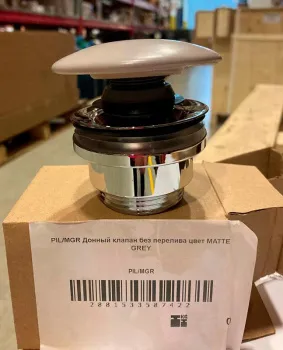 PIL/MGR Донный клапан без перелива цвет MATTE
GREY
PIL/MGR
2881533587422